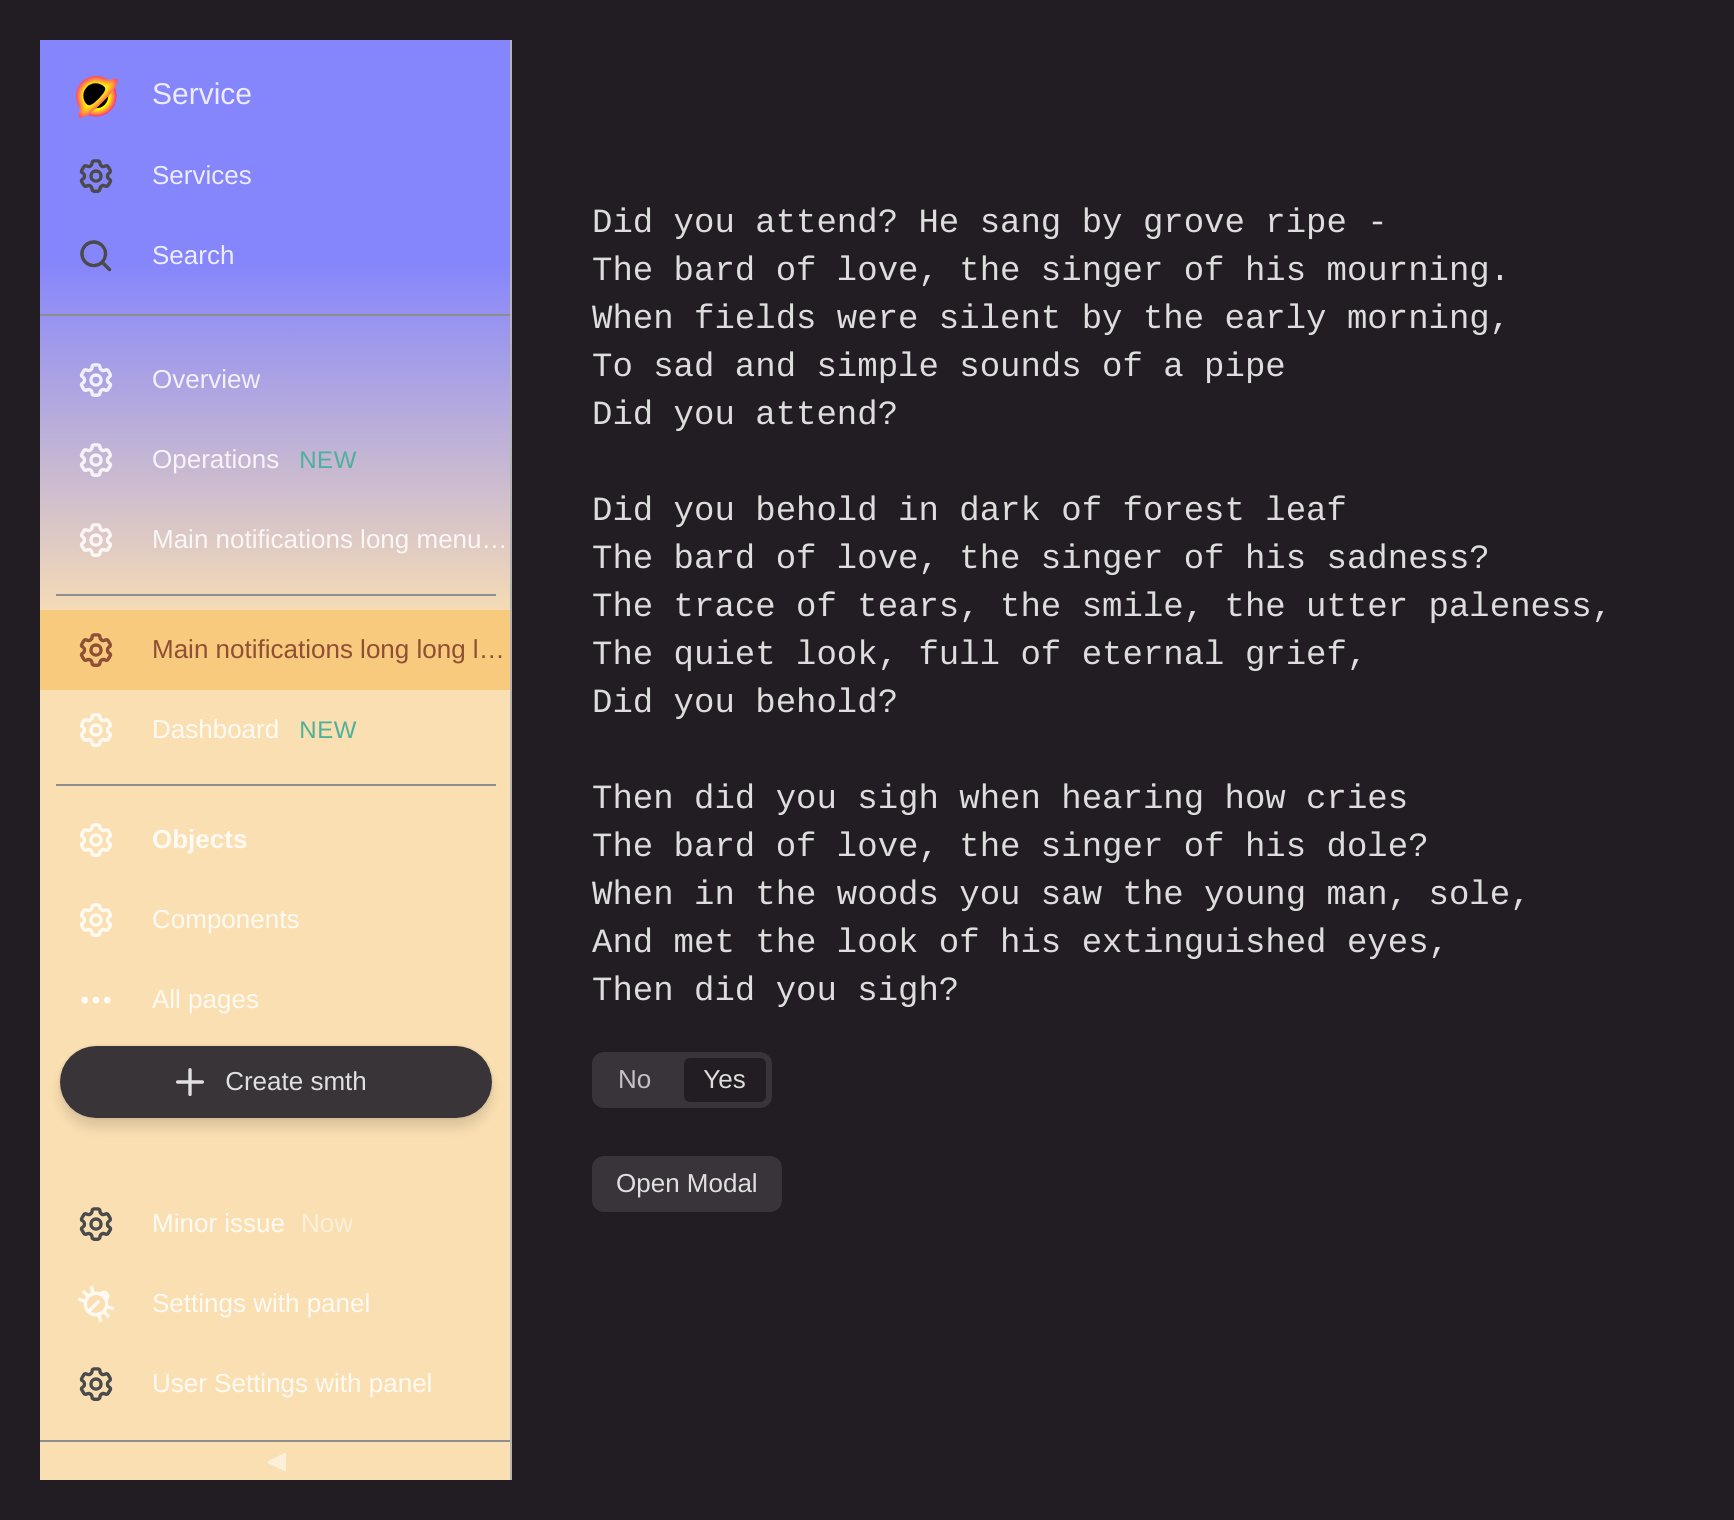 Service
Services
Search
Overview
Operations NEW
Main notifications long menu…
Main notifications long long l…
Dashboard NEW
Objects
Components
All pages
Create smth
Minor issue Now
Settings with panel
User Settings with panel
Did you attend? He sang by grove ripe -
The bard of love, the singer of his mourning.
When fields were silent by the early morning,
To sad and simple sounds of a pipe
Did you attend?
Did you behold in dark of forest leaf
The bard of love, the singer of his sadness?
The trace of tears, the smile, the utter paleness,
The quiet look, full of eternal grief,
Did you behold?
Then did you sigh when hearing how cries
The bard of love, the singer of his dole?
When in the woods you saw the young man, sole,
And met the look of his extinguished eyes,
Then did you sigh?
No Yes
Open Modal